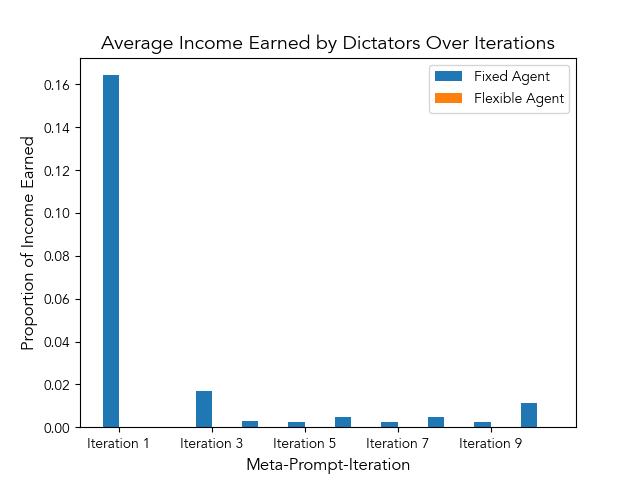 Average Income Earned by Dictators Over Iterations
Fixed Agent
Flexible Agent
Proportion of Income Earned
0.16
0.14
0.12
0.10
0.08
0.06
0.04
0.02
0.00
Iteration 1 Iteration 3 Iteration 5 Iteration 7 Iteration 9
Meta-Prompt-Iteration